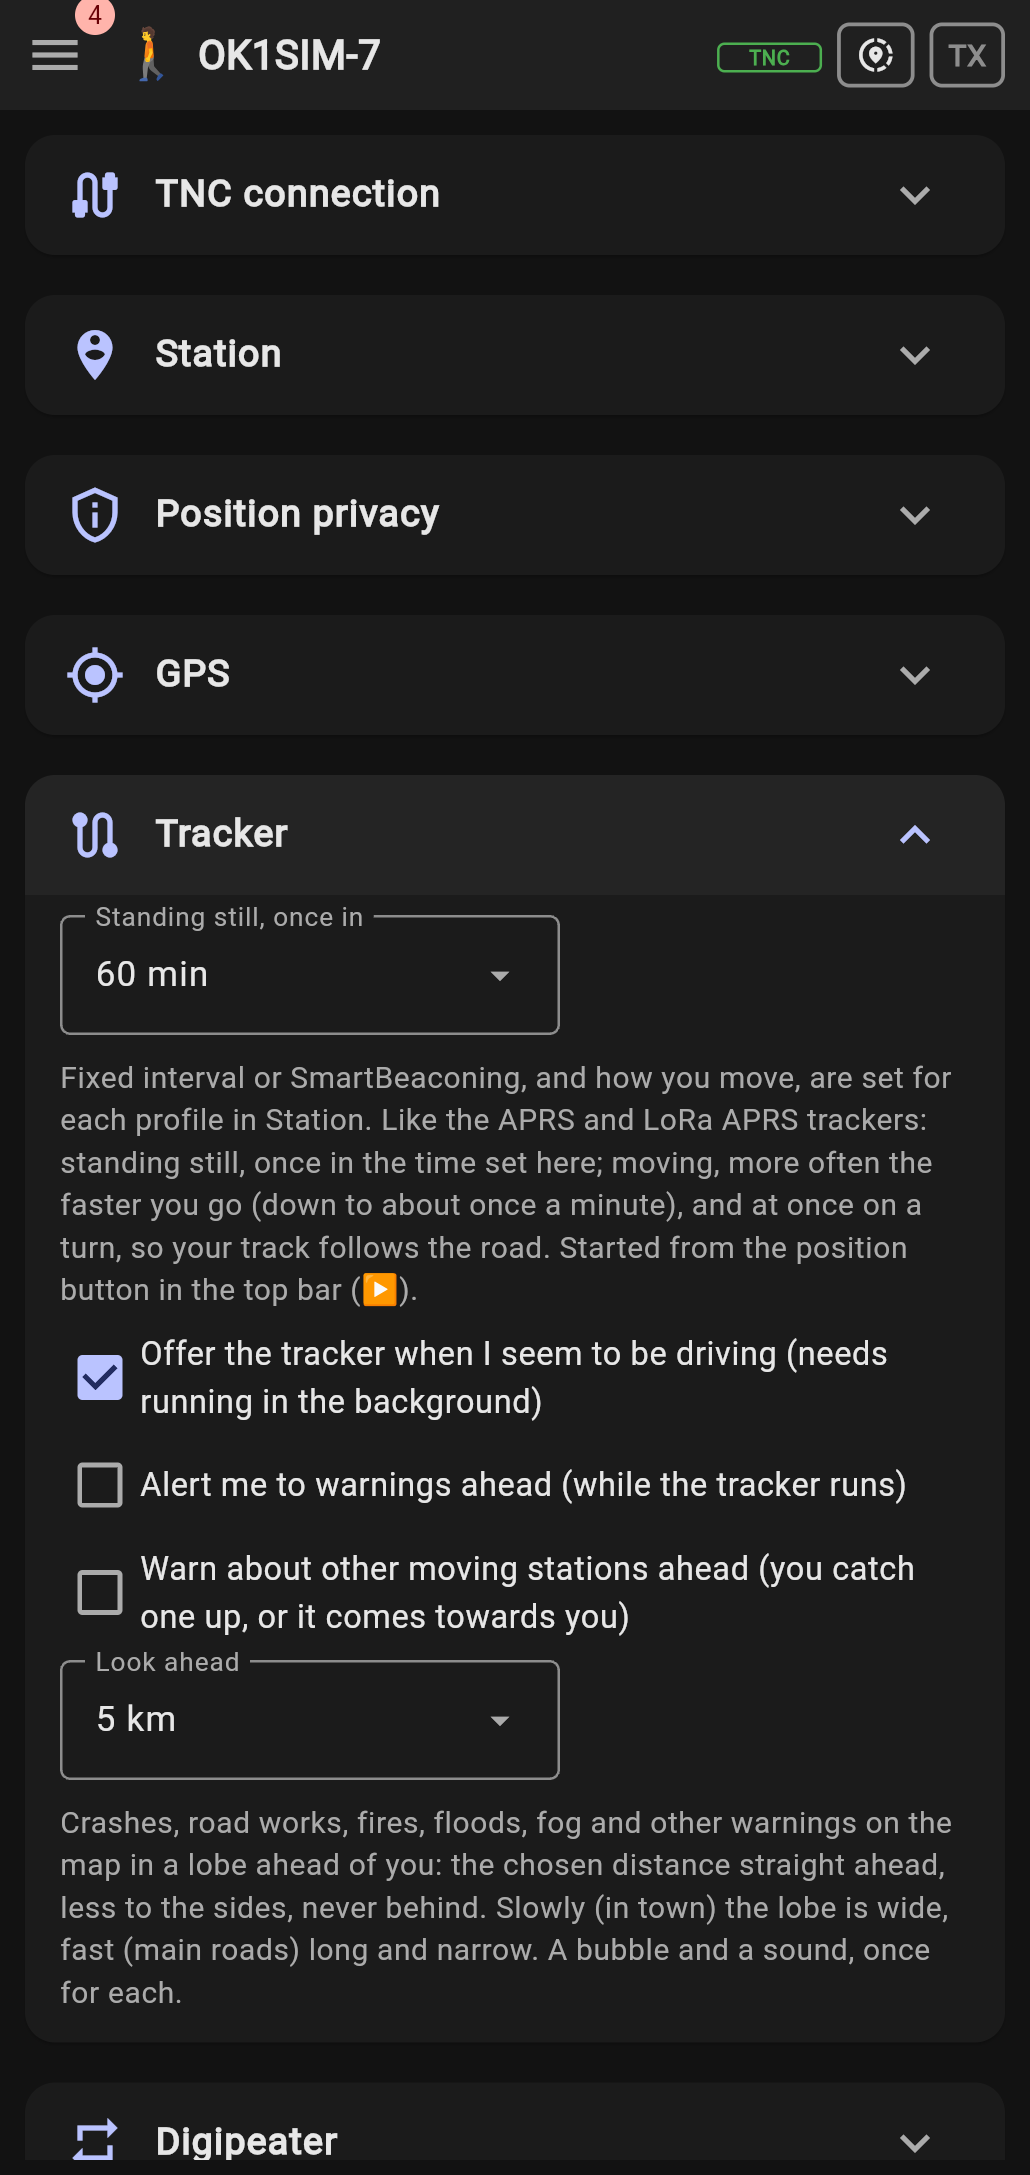 4
OK1SIM-7
TNC
TX
TNC connection
Station
Position privacy
GPS
Tracker
Standing still, once in
60 min
Fixed interval or SmartBeaconing, and how you move, are set for
each profile in Station. Like the APRS and LoRa APRS trackers:
standing still, once in the time set here; moving, more often the
faster you go (down to about once a minute), and at once on a
turn, so your track follows the road. Started from the position
button in the top bar (▶️).
Offer the tracker when I seem to be driving (needs
running in the background)
Alert me to warnings ahead (while the tracker runs)
Warn about other moving stations ahead (you catch
one up, or it comes towards you)
Look ahead
5 km
Crashes, road works, fires, floods, fog and other warnings on the
map in a lobe ahead of you: the chosen distance straight ahead,
less to the sides, never behind. Slowly (in town) the lobe is wide,
fast (main roads) long and narrow. A bubble and a sound, once
for each.
Digipeater